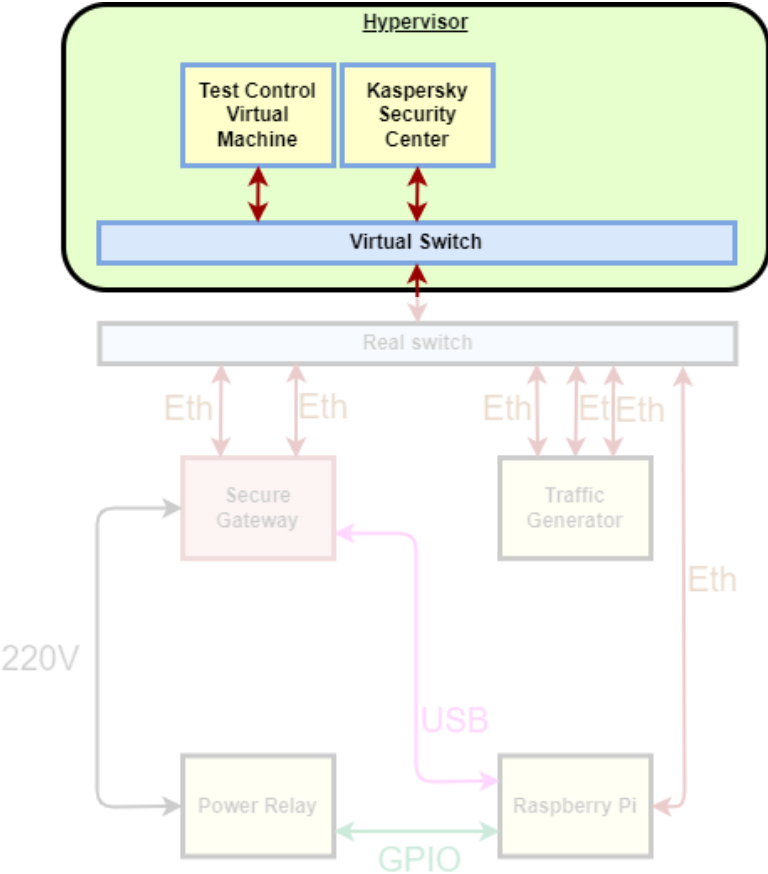 Hypervisor
Test Control
Virtual
Machine
Kaspersky
Security
Center
Virtual Switch
Real switch
Eth
Eth
Eth
Et
Eth
Secure
Gateway
Traffic
Generator
Eth
220V
USB
Power Relay
Raspberry Pi
GPIO